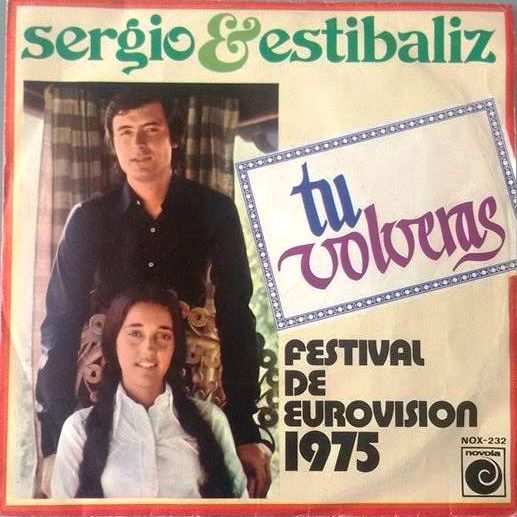 sergio & estibaliz
tu
volveras
FESTIVAL
DE
EUROVISION
1975
NOX-232
novola